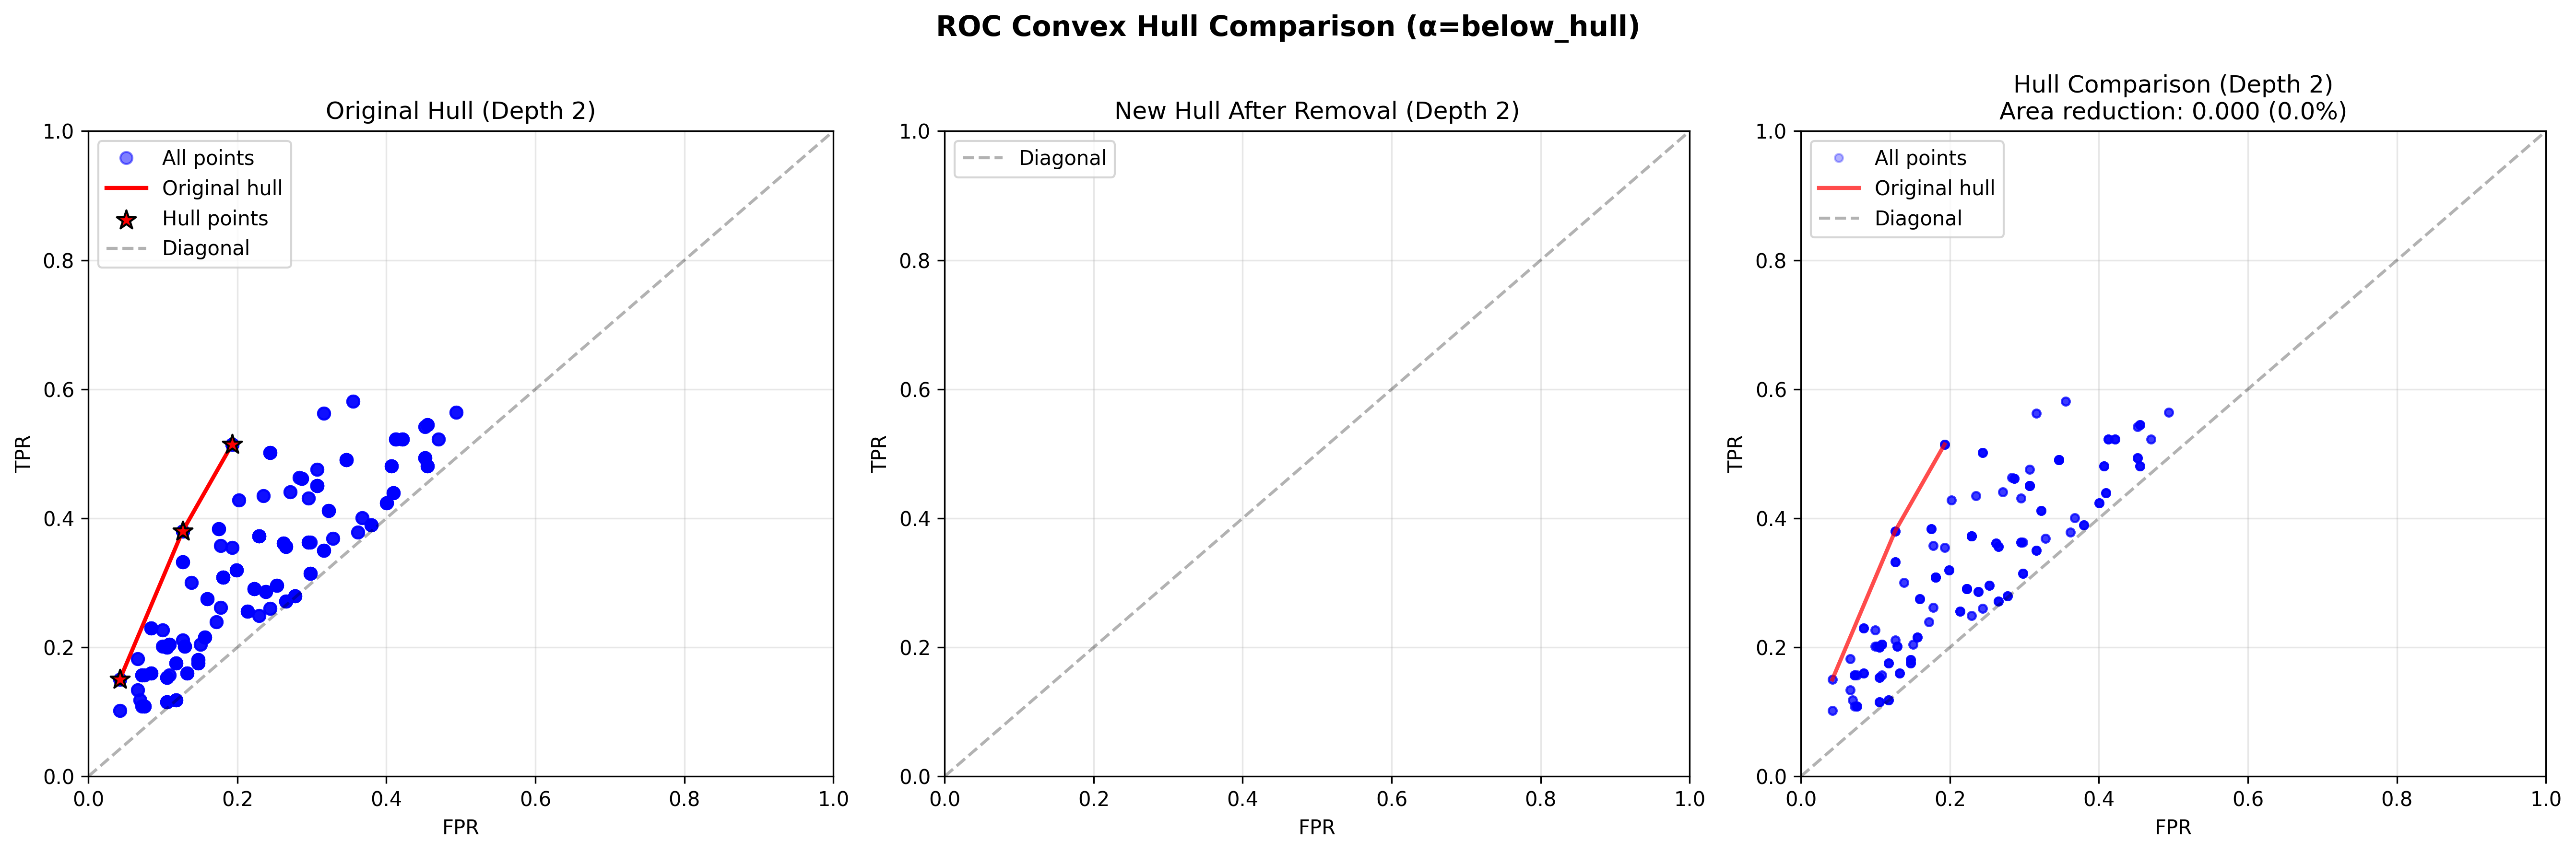 ROC Convex Hull Comparison (α=below_hull)
Original Hull (Depth 2)
All points
Original hull
Hull points
Diagonal
1.0
0.8
0.6
0.4
0.2
0.0
TPR
0.0 0.2 0.4 0.6 0.8 1.0
FPR
New Hull After Removal (Depth 2)
Diagonal
1.0
0.8
0.6
0.4
0.2
0.0
TPR
0.0 0.2 0.4 0.6 0.8 1.0
FPR
Hull Comparison (Depth 2)
Area reduction: 0.000 (0.0%)
All points
Original hull
Diagonal
1.0
0.8
0.6
0.4
0.2
0.0
TPR
0.0 0.2 0.4 0.6 0.8 1.0
FPR